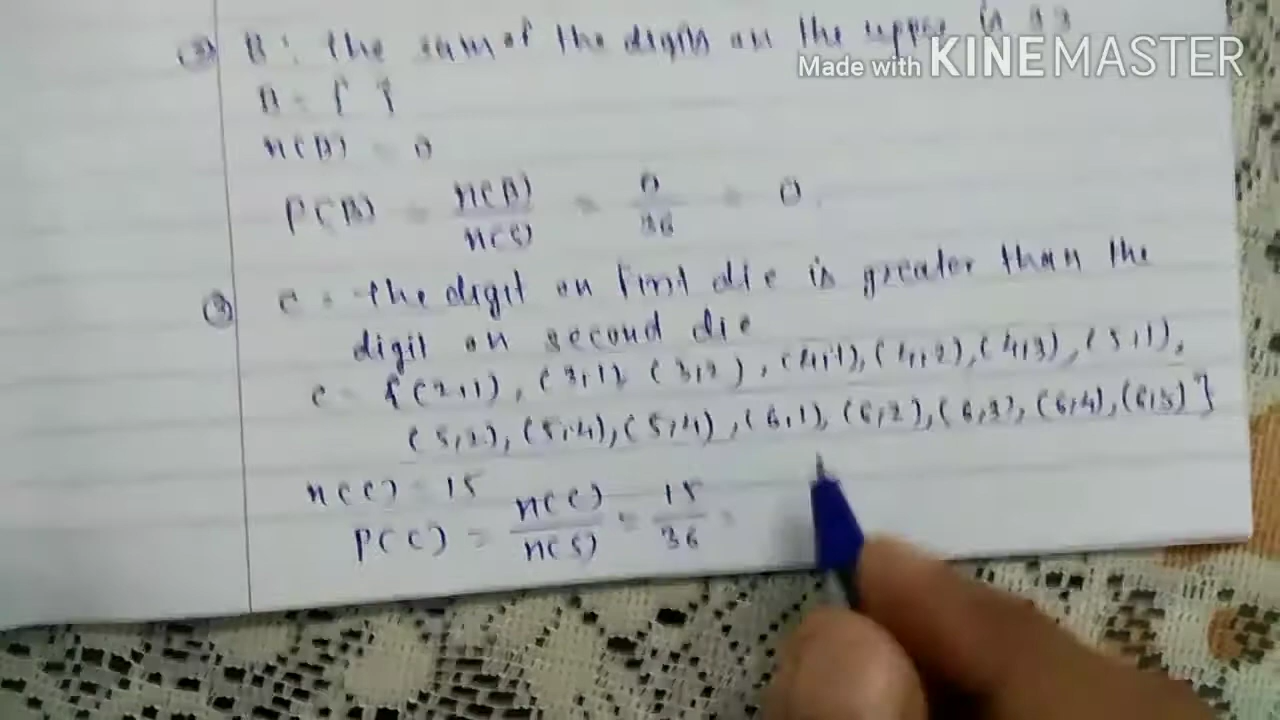 (2) B : the sum of the digits on the upper is 33
Made with KINEMASTER
B = { }
n(B) = 0
P(B) = n(B)/n(S) = 0/36 = 0.
(3) c = the digit on first die is greater than the
digit on second die
c = {(2,1), (3,1), (3,2), (4,1), (4,2), (4,3), (5,1),
(5,2), (5,4), (5,4), (6,1), (6,2), (6,3), (6,4), (6,5)}
n(c) = 15
P(c) = n(c)/n(S) = 15/36 =